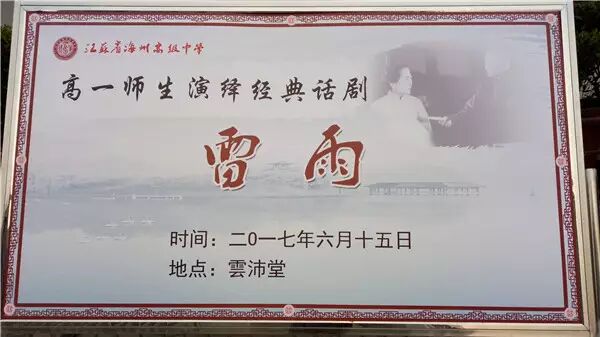 江苏省海州高级中学
高一师生演绎经典话剧
雷雨
时间：二0一七年六月十五日
地点：雲沛堂